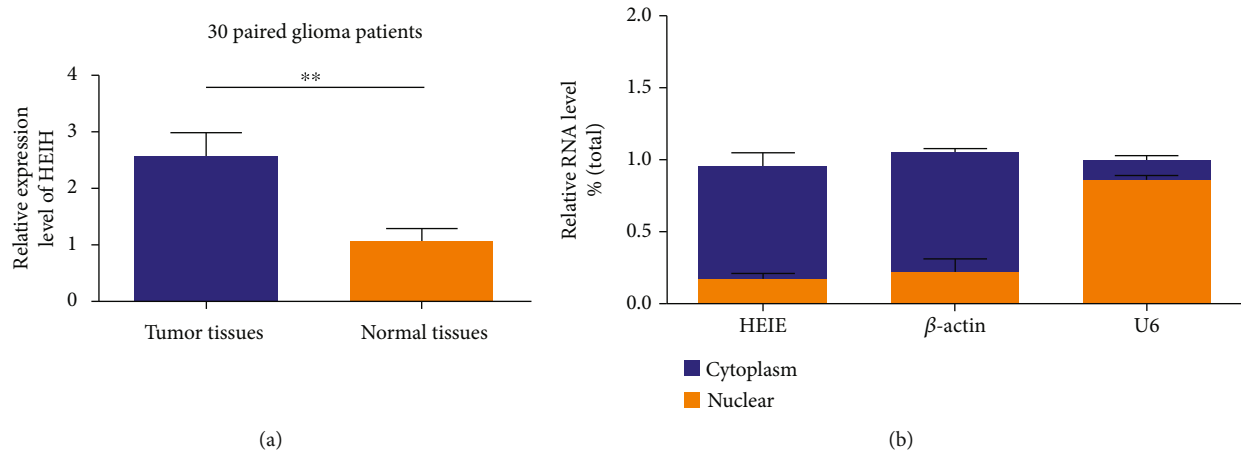 30 paired glioma patients
Relative expression
level of HEIH
4
3
2
1
0
**
Tumor tissues
Normal tissues
(a)
Relative RNA level
% (total)
2.0
1.5
1.0
0.5
0.0
HEIE
β-actin
U6
Cytoplasm
Nuclear
(b)